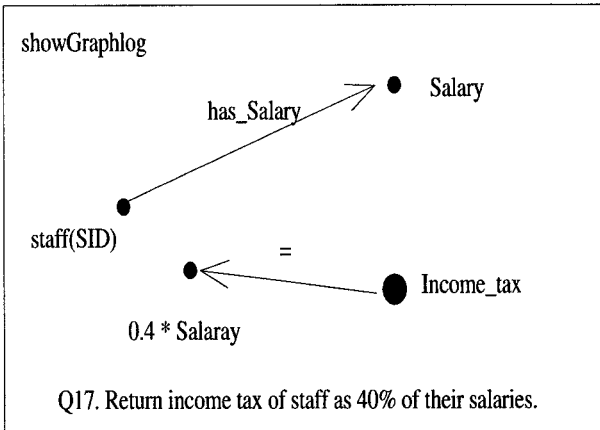 showGraphlog
Salary
has_Salary
staff(SID)
=
Income_tax
0.4 * Salaray
Q17. Return income tax of staff as 40% of their salaries.